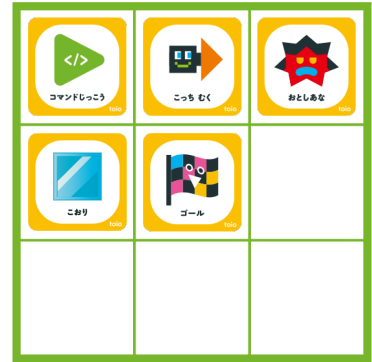 </>
コマンドじっこう
toio
こっち むく
toio
おとしあな
toio
こおり
toio
ゴール
toio